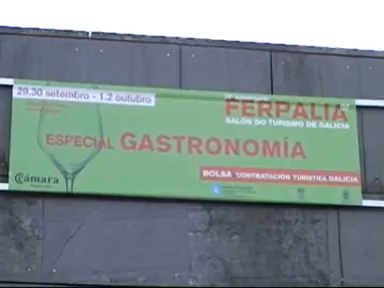 29.30 setembro - 1.2 outubro
FERPALIA 07
SALÓN DO TURISMO DE GALICIA
ESPECIAL GASTRONOMÍA
BOLSA CONTRATACIÓN TURÍSTICA GALICIA
Cámara